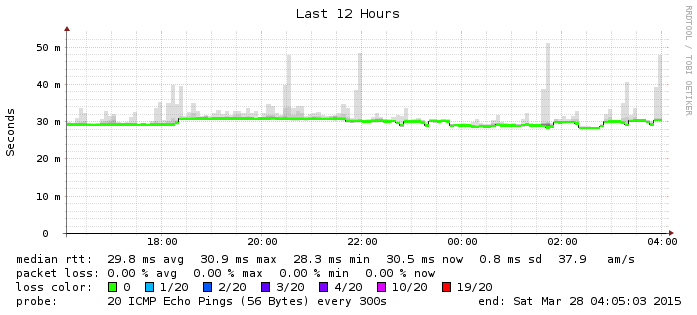 Last 12 Hours
RRDTOOL / TOBI OETIKER
Seconds
50 m
40 m
30 m
20 m
10 m
0
18:00 20:00 22:00 00:00 02:00 04:00
median rtt: 29.8 ms avg 30.9 ms max 28.3 ms min 30.5 ms now 0.8 ms sd 37.9 am/s
packet loss: 0.00 % avg 0.00 % max 0.00 % min 0.00 % now
loss color: 0 1/20 2/20 3/20 4/20 10/20 19/20
probe: 20 ICMP Echo Pings (56 Bytes) every 300s end: Sat Mar 28 04:05:03 2015